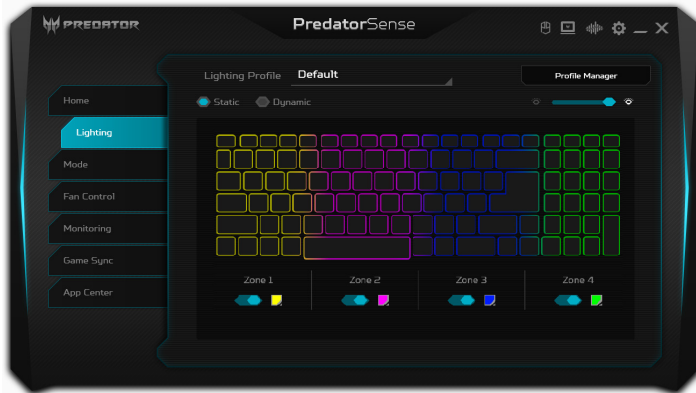 PREDATOR
PredatorSense
Lighting Profile Default
Profile Manager
Static Dynamic
Home
Lighting
Mode
Fan Control
Monitoring
Game Sync
App Center
Zone 1 Zone 2 Zone 3 Zone 4